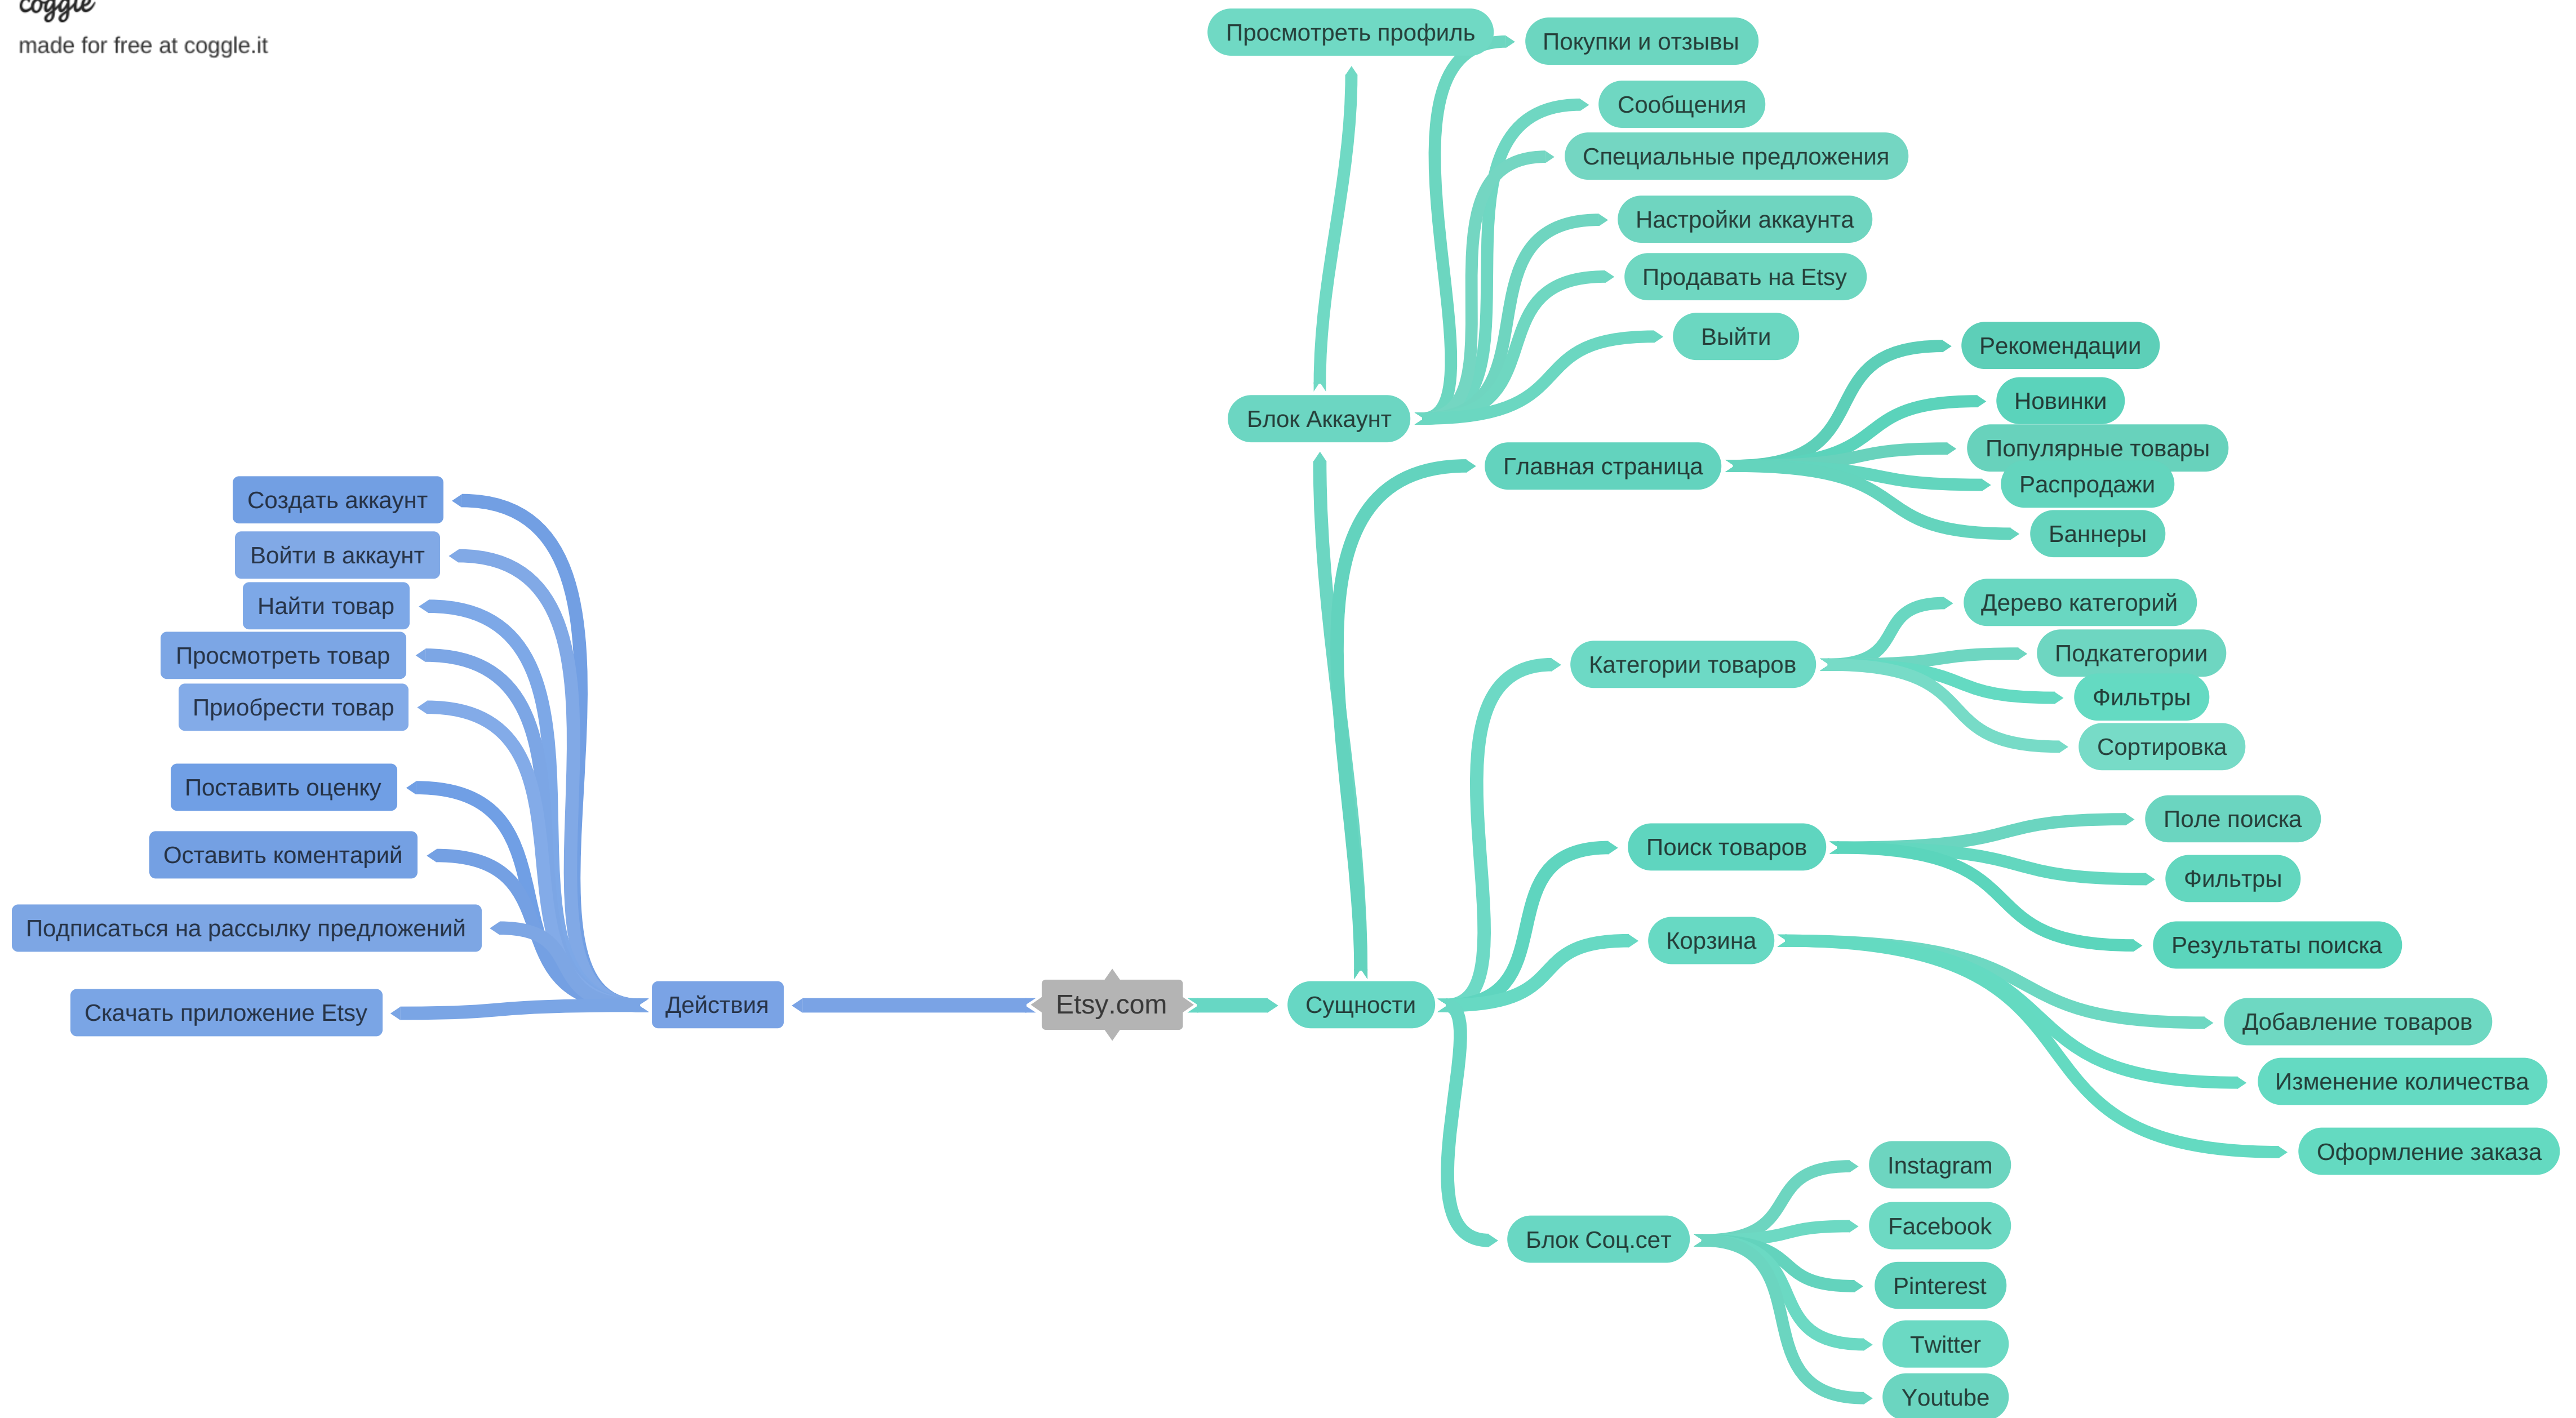 coggle
made for free at coggle.it
Просмотреть профиль
Покупки и отзывы
Сообщения
Специальные предложения
Настройки аккаунта
Продавать на Etsy
Выйти
Блок Аккаунт
Главная страница
Рекомендации
Новинки
Популярные товары
Распродажи
Баннеры
Категории товаров
Дерево категорий
Подкатегории
Фильтры
Сортировка
Поиск товаров
Поле поиска
Фильтры
Результаты поиска
Корзина
Добавление товаров
Изменение количества
Оформление заказа
Блок Соц.сет
Instagram
Facebook
Pinterest
Twitter
Youtube
Сущности
Etsy.com
Действия
Создать аккаунт
Войти в аккаунт
Найти товар
Просмотреть товар
Приобрести товар
Поставить оценку
Оставить коментарий
Подписаться на рассылку предложений
Скачать приложение Etsy